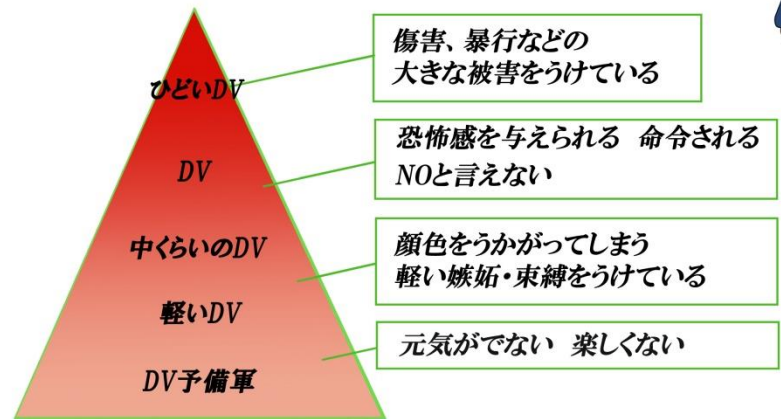 ひどいDV
傷害、暴行などの
大きな被害をうけている
DV
恐怖感を与えられる 命令される
NOと言えない
中くらいのDV
顔色をうかがってしまう
軽い嫉妬・束縛をうけている
軽いDV
元気がでない 楽しくない
DV予備軍